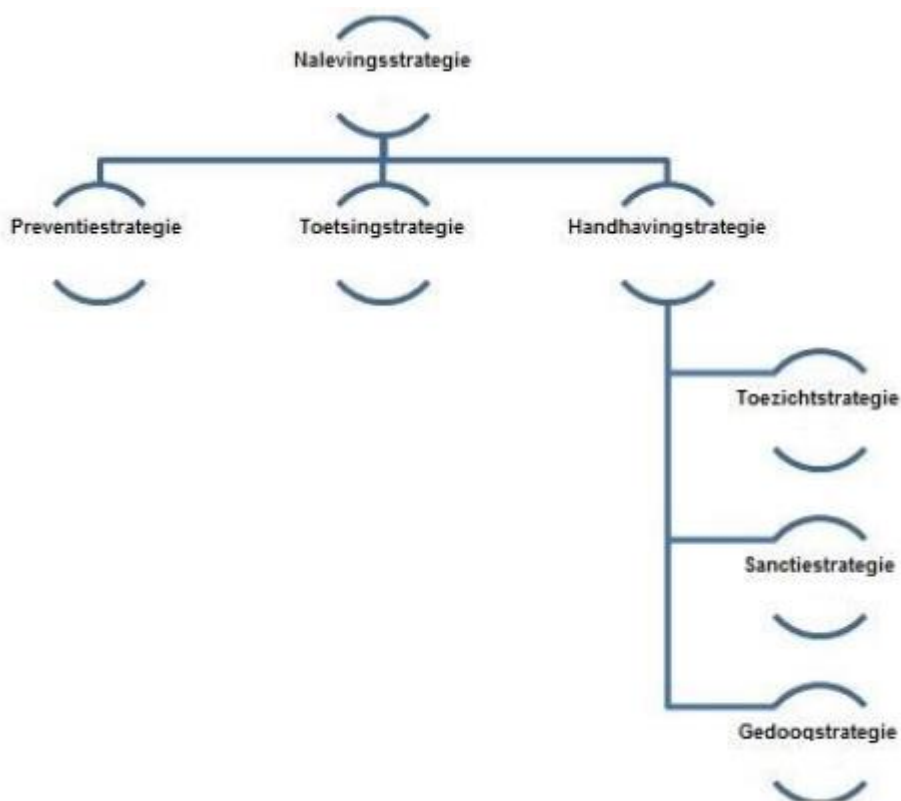 Nalevingsstrategie
Preventiestrategie
Toetsingstrategie
Handhavingstrategie
Toezichtstrategie
Sanctiestrategie
Gedoogstrategie